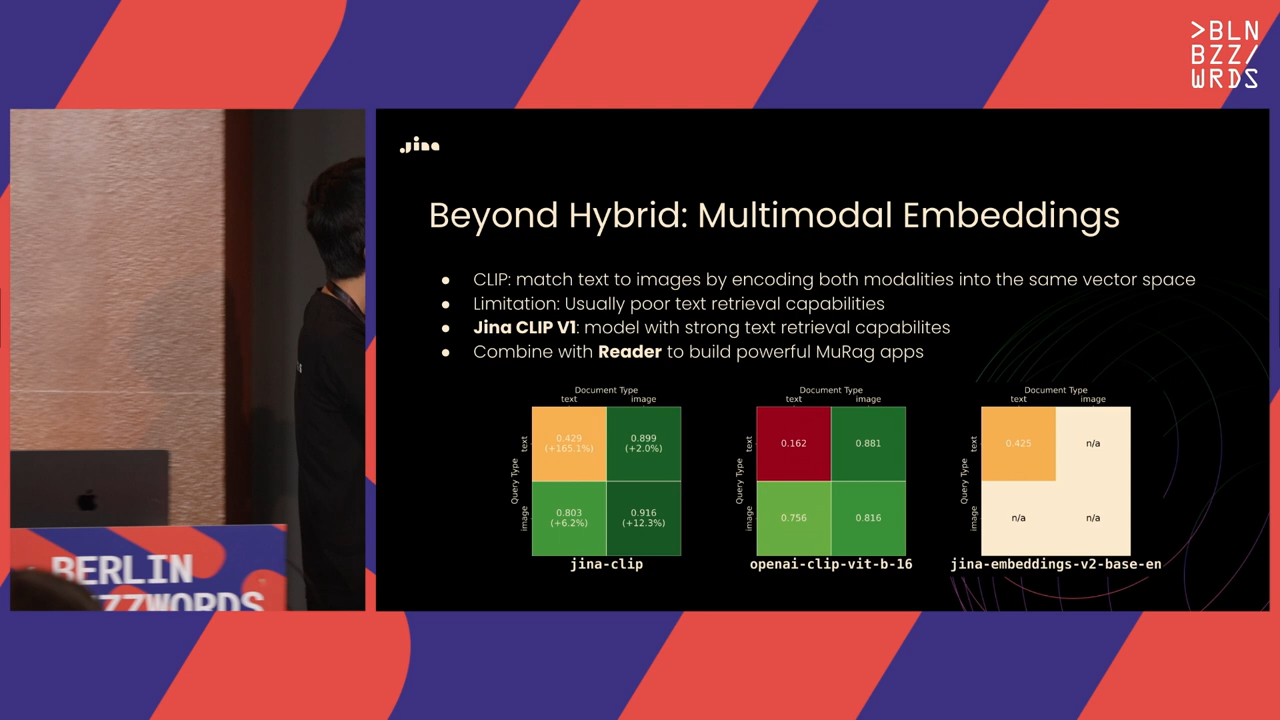 >BLN
BZZ/
WRDS
jina
Beyond Hybrid: Multimodal Embeddings
● CLIP: match text to images by encoding both modalities into the same vector space
● Limitation: Usually poor text retrieval capabilities
● Jina CLIP V1: model with strong text retrieval capabilites
● Combine with Reader to build powerful MuRag apps
Document Type
text image
Query Type
text
image
0.429
(+165.1%)
0.899
(+2.0%)
0.803
(+6.2%)
0.916
(+12.3%)
jina-clip
Document Type
text image
Query Type
text
image
0.162 0.881
0.756 0.816
openai-clip-vit-b-16
Document Type
text image
Query Type
text
image
0.425 n/a
n/a n/a
jina-embeddings-v2-base-en
BERLIN
ZZWORDS